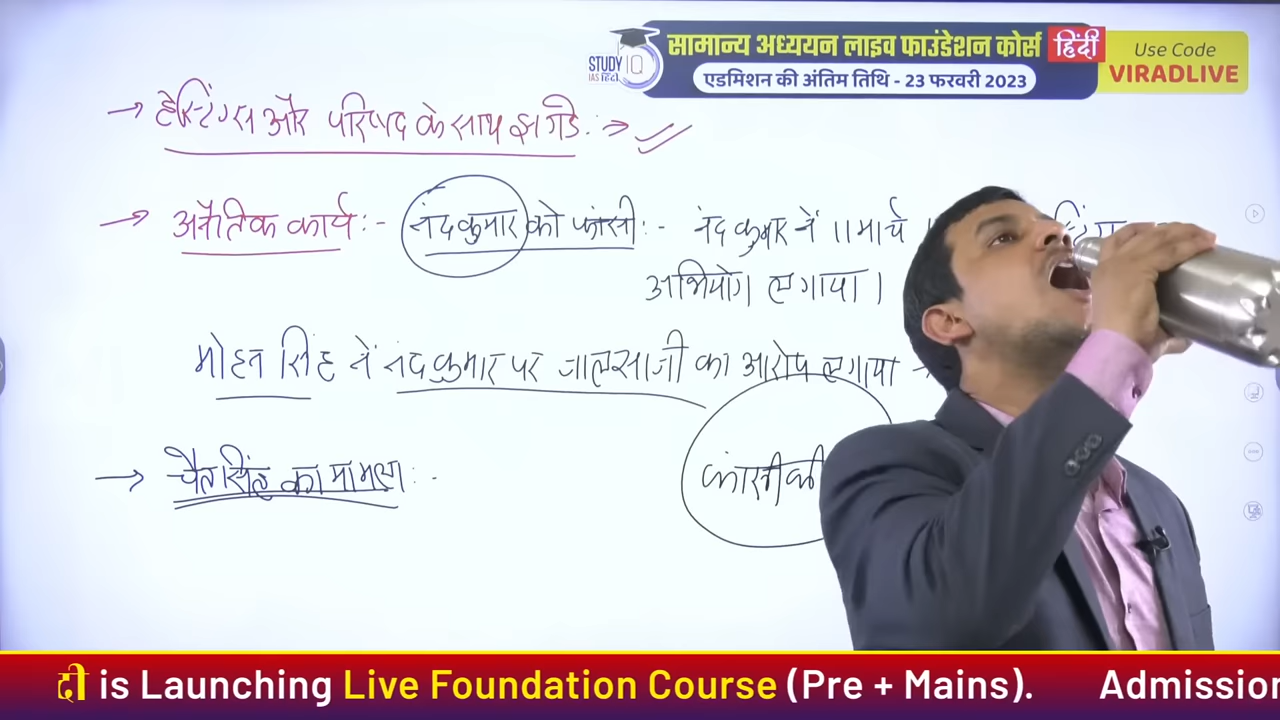 STUDY IQ
IAS हिंदी
सामान्य अध्ययन लाइव फाउंडेशन कोर्स हिंदी
एडमिशन की अंतिम तिथि - 23 फरवरी 2023
Use Code
VIRADLIVE
→ हेस्टिंग्स और परिषद के साथ झगडे :→
→ अनैतिक कार्य :- नंदकुमार को फांसी :- नंदकुमार नें 11 मार्च
अभियोग लगाया ।
मोहन सिंह नें नंदकुमार पर जालसाजी का आरोप लगाया →
फांसी की
→ चैतसिंह का मामला :-
दी is Launching Live Foundation Course (Pre + Mains). Admission